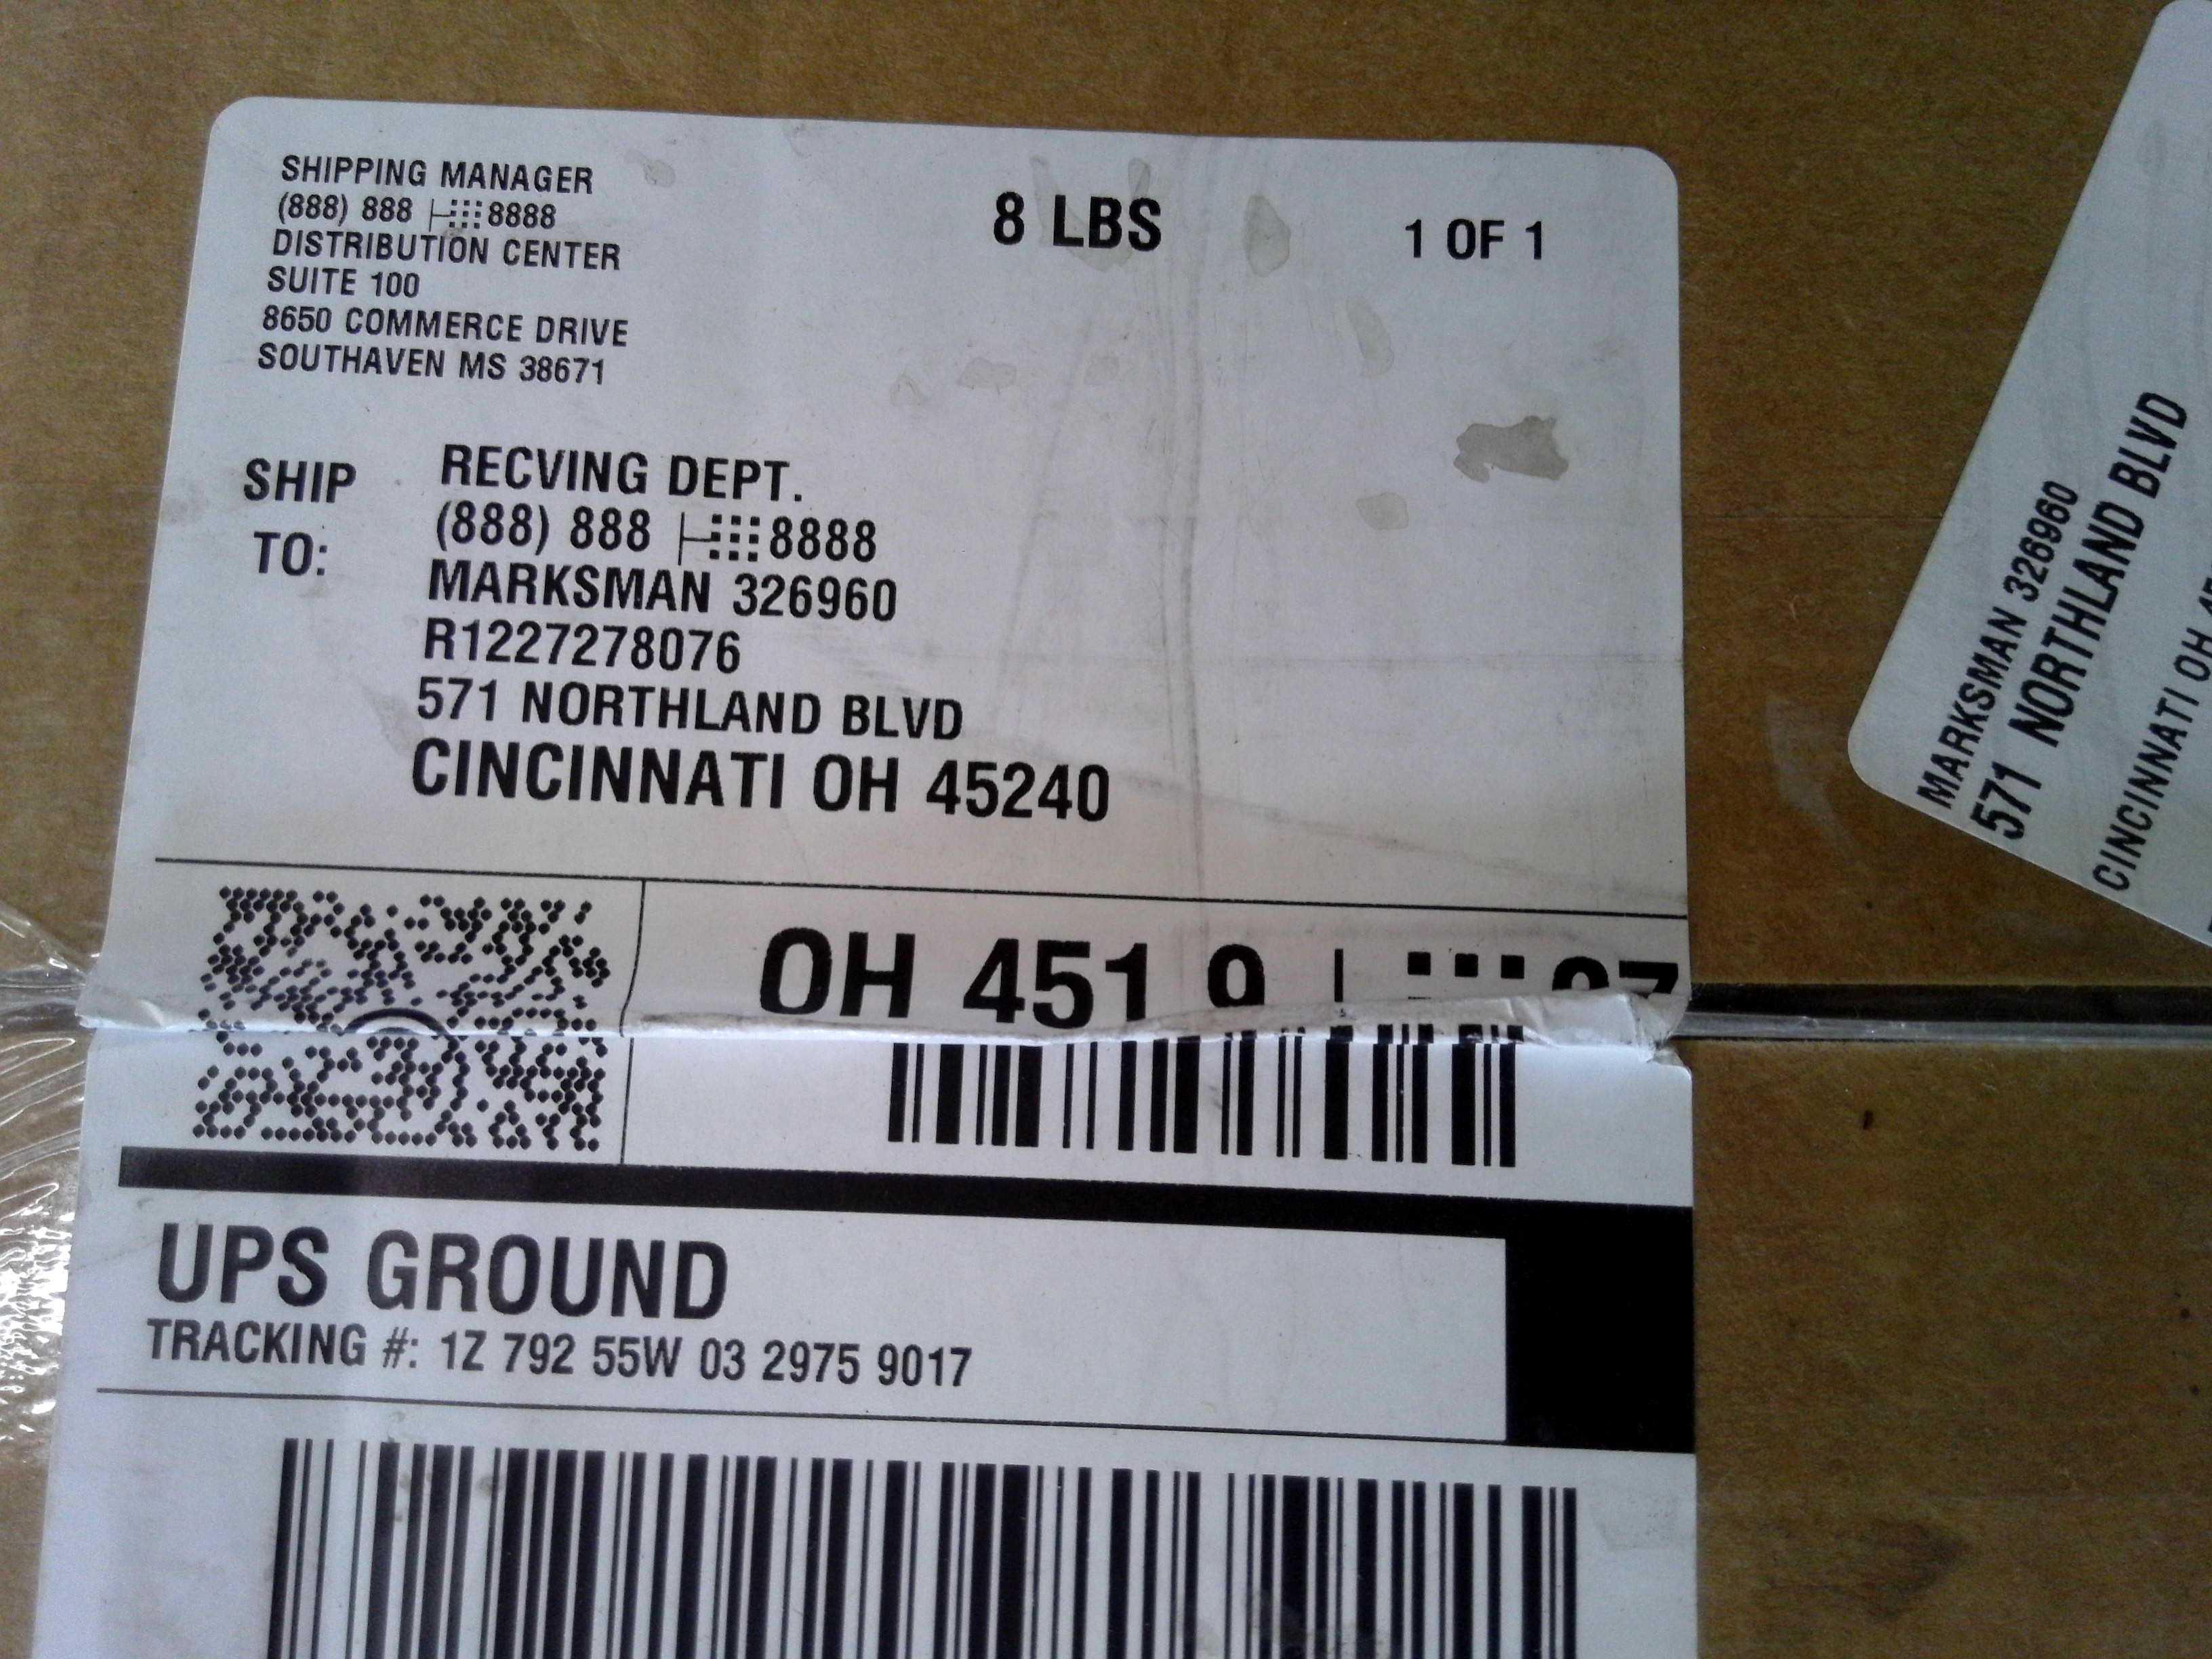 SHIPPING MANAGER
(888) 888 8888
DISTRIBUTION CENTER
SUITE 100
8650 COMMERCE DRIVE
SOUTHAVEN MS 38671
8 LBS
1 OF 1
SHIP
TO:
RECVING DEPT.
(888) 888 8888
MARKSMAN 326960
R1227278076
571 NORTHLAND BLVD
CINCINNATI OH 45240
OH 451 9
UPS GROUND
TRACKING #: 1Z 792 55W 03 2975 9017
MARKSMAN 326960
571 NORTHLAND BLVD
CINCINNATI OH